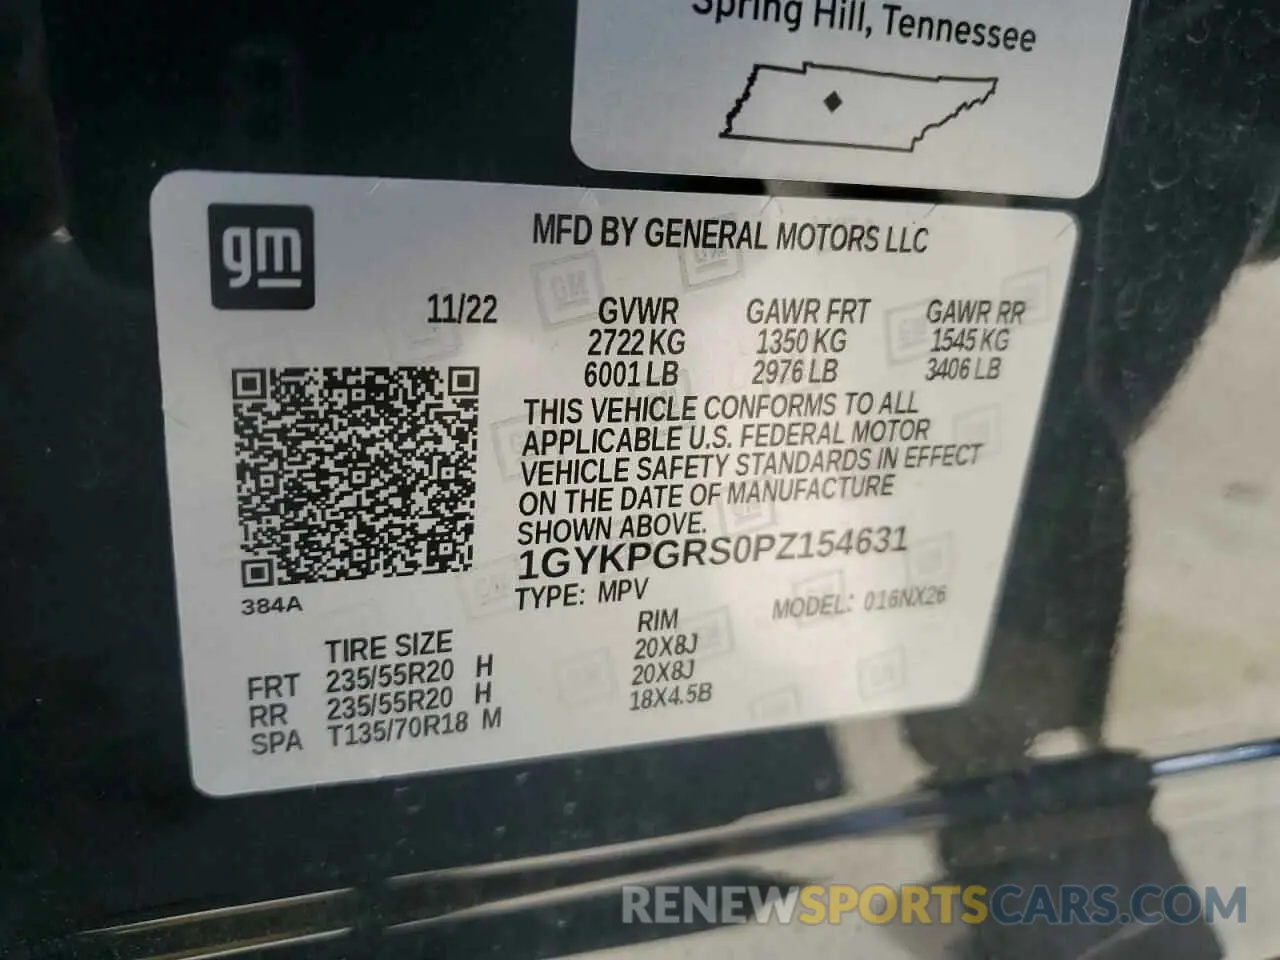 Spring Hill, Tennessee
gm
MFD BY GENERAL MOTORS LLC
11/22 GVWR GAWR FRT GAWR RR
2722 KG 1350 KG 1545 KG
6001 LB 2976 LB 3406 LB
THIS VEHICLE CONFORMS TO ALL
APPLICABLE U.S. FEDERAL MOTOR
VEHICLE SAFETY STANDARDS IN EFFECT
ON THE DATE OF MANUFACTURE
SHOWN ABOVE.
1GYKPGRS0PZ154631
TYPE: MPV MODEL: 016NX26
384A
TIRE SIZE RIM
FRT 235/55R20 H 20X8J
RR 235/55R20 H 20X8J
SPA T135/70R18 M 18X4.5B
RENEWSPORTSCARS.COM